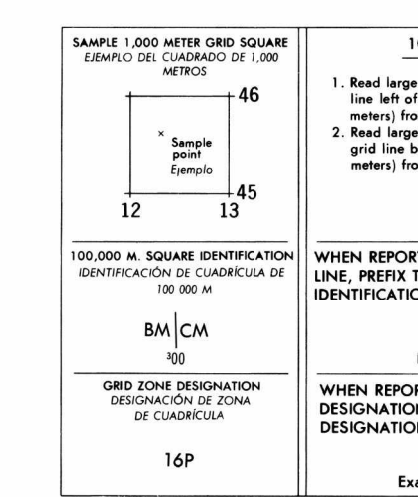 SAMPLE 1,000 METER GRID SQUARE
EJEMPLO DEL CUADRADO DE 1,000
METROS
46
×
Sample
point
Ejemplo
45
12 13
100,000 M. SQUARE IDENTIFICATION
IDENTIFICACIÓN DE CUADRÍCULA DE
100 000 M
BM|CM
³00
GRID ZONE DESIGNATION
DESIGNACIÓN DE ZONA
DE CUADRÍCULA
16P
1. Read large
line left of
meters) fro
2. Read large
grid line b
meters) fro
WHEN REPOR
LINE, PREFIX T
IDENTIFICATIO
WHEN REPOR
DESIGNATION
DESIGNATION
Exa